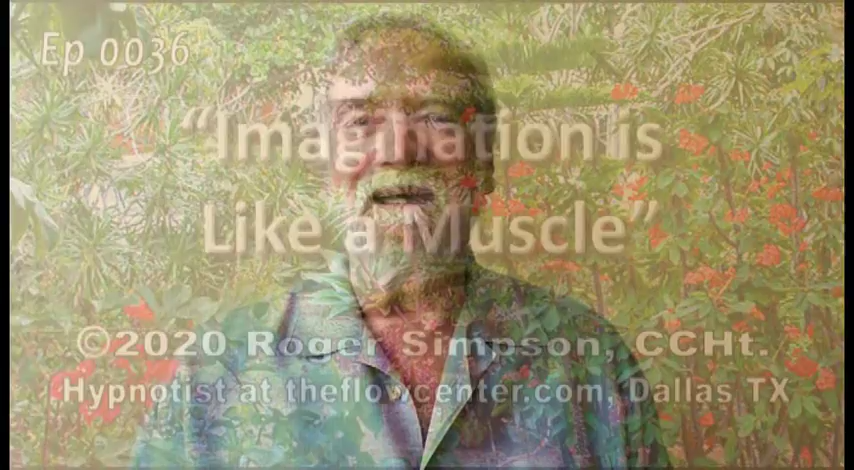 Ep 0036
“Imagination is
Like a Muscle”
©2020 Roger Simpson, CCHt.
Hypnotist at theflowcenter.com, Dallas TX